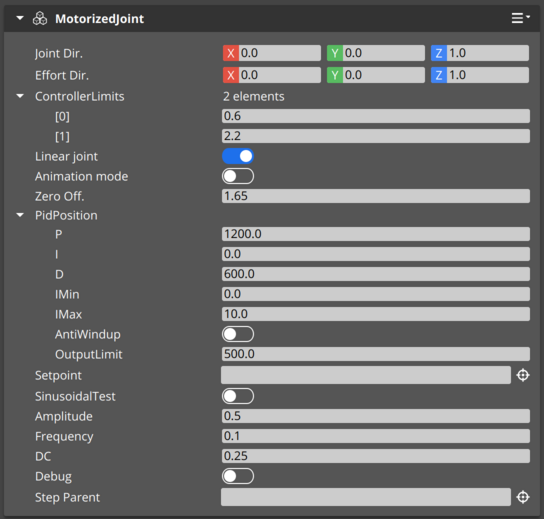 MotorizedJoint
Joint Dir. X 0.0 Y 0.0 Z 1.0
Effort Dir. X 0.0 Y 0.0 Z 1.0
ControllerLimits 2 elements
[0] 0.6
[1] 2.2
Linear joint
Animation mode
Zero Off. 1.65
PidPosition
P 1200.0
I 0.0
D 600.0
IMin 0.0
IMax 10.0
AntiWindup
OutputLimit 500.0
Setpoint
SinusoidalTest
Amplitude 0.5
Frequency 0.1
DC 0.25
Debug
Step Parent